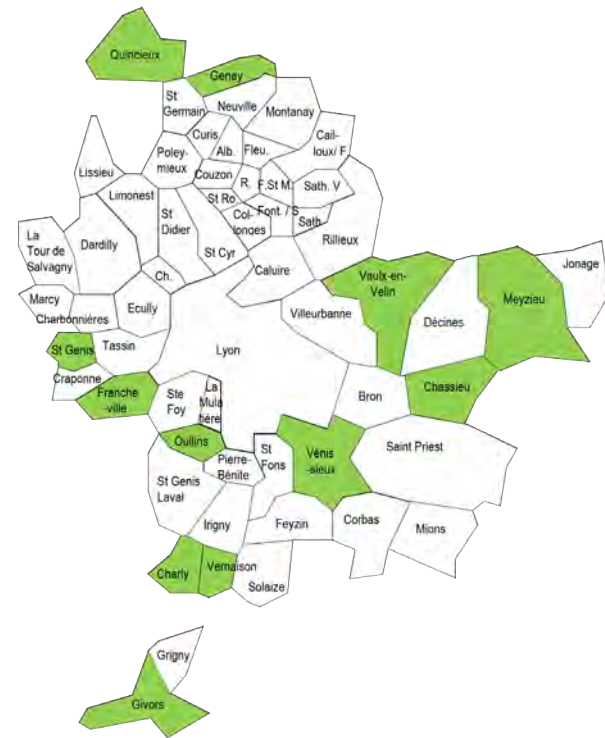 Quincieux
Genay
St
Germain
Neuville
Montanay
Curis
Cail-
loux/ F
Poley-
mieux
Alb.
Fleu.
Lissieu
Couzon
R.
F.St M.
Sath. V
Limonest
St Ro.
Col-
longes
Font. / S
Sath.
St
Didier
La
Tour de
Salvagny
Dardilly
St Cyr
Rillieux
Caluire
Ch.
Vaulx-en-
Velin
Jonage
Meyzieu
Marcy
Charbonnières
Ecully
Villeurbanne
Décines
St Genis
Tassin
Lyon
Craponne
Franche
-ville
Ste
Foy
La
Mula
tière
Bron
Chassieu
Oullins
Pierre-
Bénite
St
Fons
Vénis
-sieux
Saint Priest
St Genis
Laval
Irigny
Feyzin
Corbas
Mions
Charly
Vernaison
Solaize
Grigny
Givors